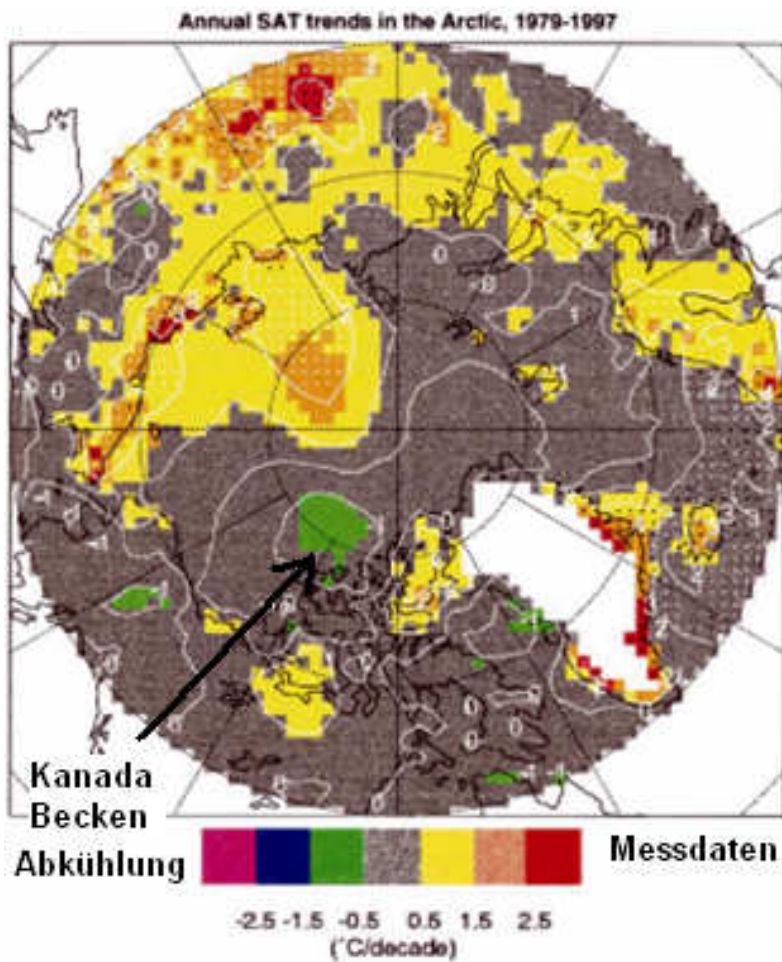 Annual SAT trends in the Arctic, 1979-1997
Kanada
Becken
Abkühlung
Messdaten
-2.5 -1.5 -0.5 0.5 1.5 2.5
(°C/decade)